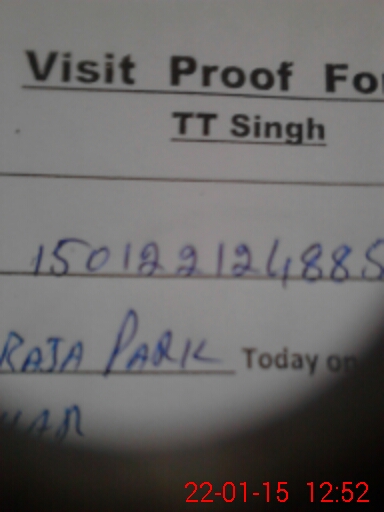 Visit Proof Fo
TT Singh
150122124885
RAJA PARK Today on
22-01-15 12:52